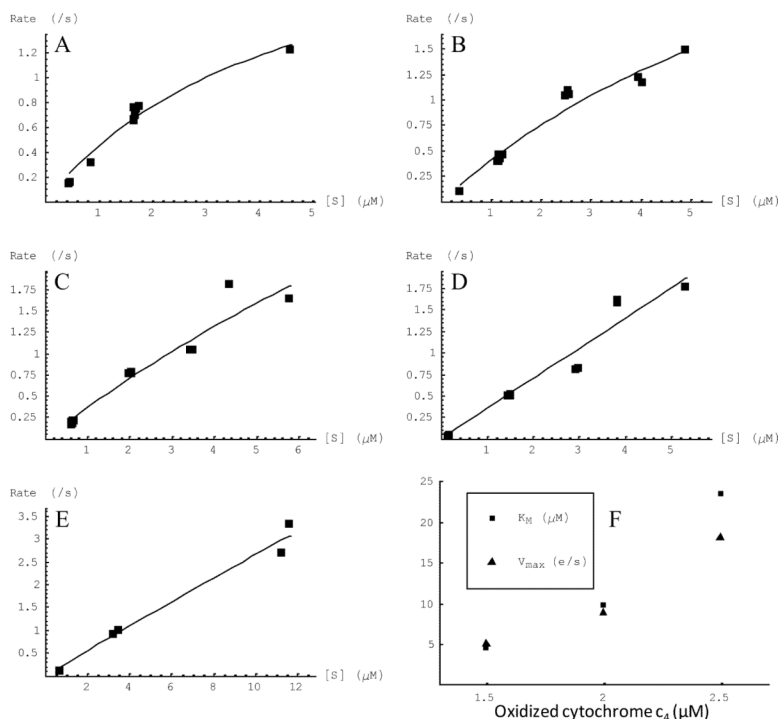 Rate (/s)
A
1.2
1
0.8
0.6
0.4
0.2
1 2 3 4 5
[S] (μM)
Rate (/s)
B
1.5
1.25
1
0.75
0.5
0.25
1 2 3 4 5
[S] (μM)
Rate (/s)
C
1.75
1.5
1.25
1
0.75
0.5
0.25
1 2 3 4 5 6
[S] (μM)
Rate (/s)
D
1.75
1.5
1.25
1
0.75
0.5
0.25
1 2 3 4 5
[S] (μM)
Rate (/s)
E
3.5
3
2.5
2
1.5
1
0.5
2 4 6 8 10 12
[S] (μM)
25
20
15
10
5
K_M (μM)
V_max (e/s)
F
1.5 2 2.5
Oxidized cytochrome c₄ (μM)